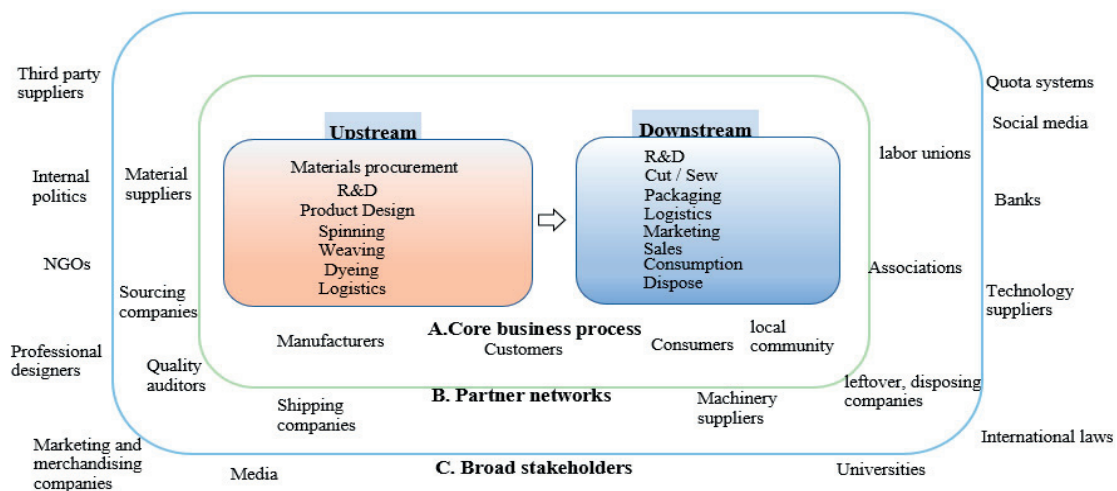 Third party
suppliers
Quota systems
Social media
Upstream
Downstream
Materials procurement
R&D
Product Design
Spinning
Weaving
Dyeing
Logistics
R&D
Cut / Sew
Packaging
Logistics
Marketing
Sales
Consumption
Dispose
labor unions
Internal
politics
Material
suppliers
Banks
NGOs
Associations
Sourcing
companies
Technology
suppliers
A.Core business process
Manufacturers
Customers
Consumers
local
community
Professional
designers
Quality
auditors
leftover, disposing
companies
B. Partner networks
Shipping
companies
Machinery
suppliers
International laws
Marketing and
merchandising
companies
Media
C. Broad stakeholders
Universities